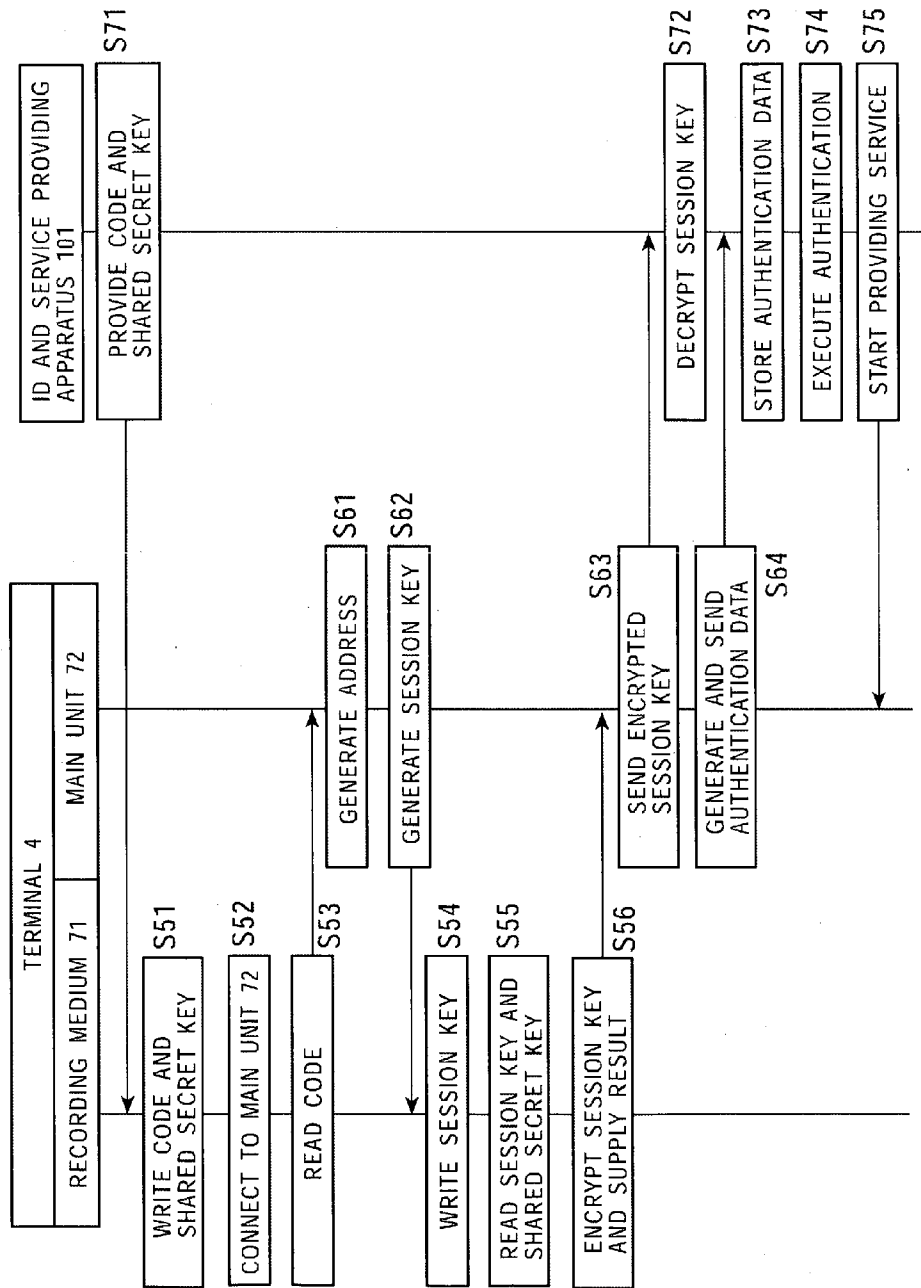 TERMINAL 4
RECORDING MEDIUM 71
MAIN UNIT 72
ID AND SERVICE PROVIDING
APPARATUS 101
PROVIDE CODE AND
SHARED SECRET KEY
S71
WRITE CODE AND
SHARED SECRET KEY
S51
CONNECT TO MAIN UNIT 72
S52
READ CODE
S53
GENERATE ADDRESS
S61
GENERATE SESSION KEY
S62
WRITE SESSION KEY
S54
READ SESSION KEY AND
SHARED SECRET KEY
S55
ENCRYPT SESSION KEY
AND SUPPLY RESULT
S56
SEND ENCRYPTED
SESSION KEY
S63
DECRYPT SESSION KEY
S72
GENERATE AND SEND
AUTHENTICATION DATA
S64
STORE AUTHENTICATION DATA
S73
EXECUTE AUTHENTICATION
S74
START PROVIDING SERVICE
S75